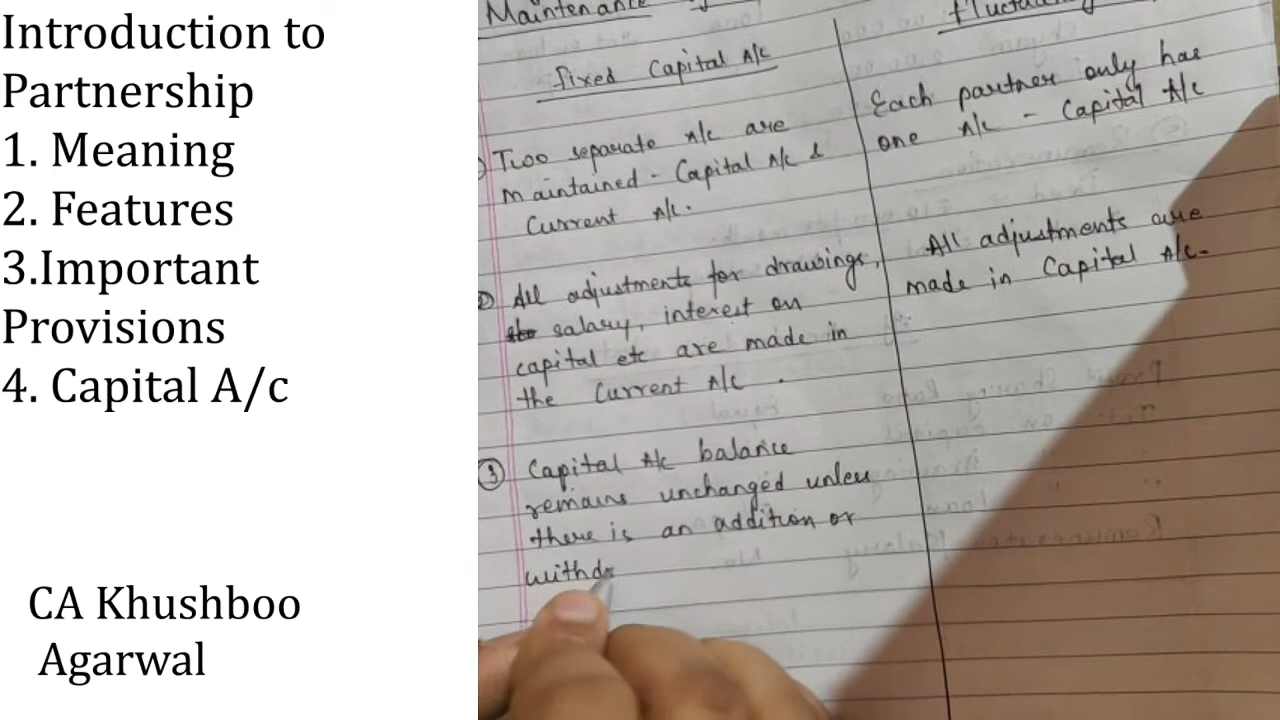 Introduction to
Partnership
1. Meaning
2. Features
3.Important
Provisions
4. Capital A/c
CA Khushboo
Agarwal
Maintenance
Fixed Capital A/c
Two separate A/c are
maintained - Capital A/c &
Current A/c.
2) All adjustments for drawings,
salary, interest on
capital etc are made in
the Current A/c.
3 Capital A/c balance
remains unchanged unless
there is an addition or
withdr
Each partner only has
one A/c - Capital A/c
All adjustments are
made in Capital A/c.